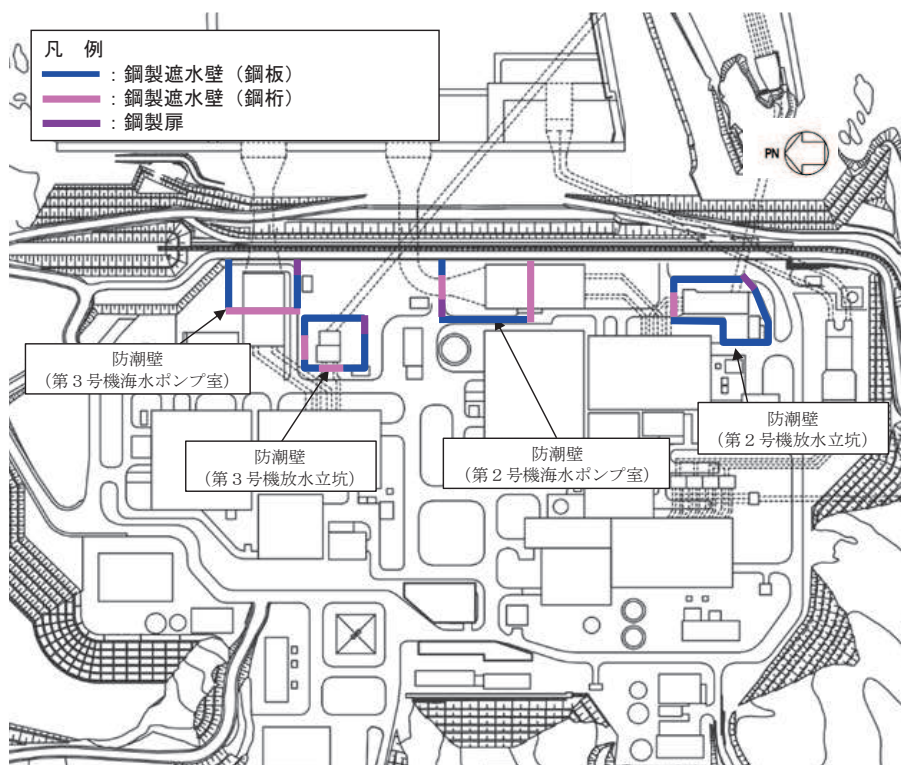 凡 例
：鋼製遮水壁（鋼板）
：鋼製遮水壁（鋼桁）
：鋼製扉
PN
防潮壁
（第３号機海水ポンプ室）
防潮壁
（第３号機放水立坑）
防潮壁
（第２号機海水ポンプ室）
防潮壁
（第２号機放水立坑）